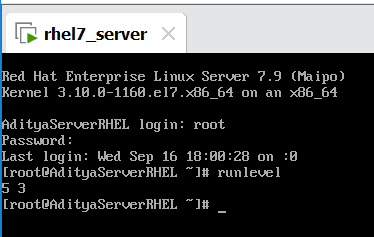 rhel7_server
Red Hat Enterprise Linux Server 7.9 (Maipo)
Kernel 3.10.0-1160.el7.x86_64 on an x86_64
AdityaServerRHEL login: root
Password:
Last login: Wed Sep 16 18:00:28 on :0
[root@AdityaServerRHEL ~]# runlevel
5 3
[root@AdityaServerRHEL ~]# _